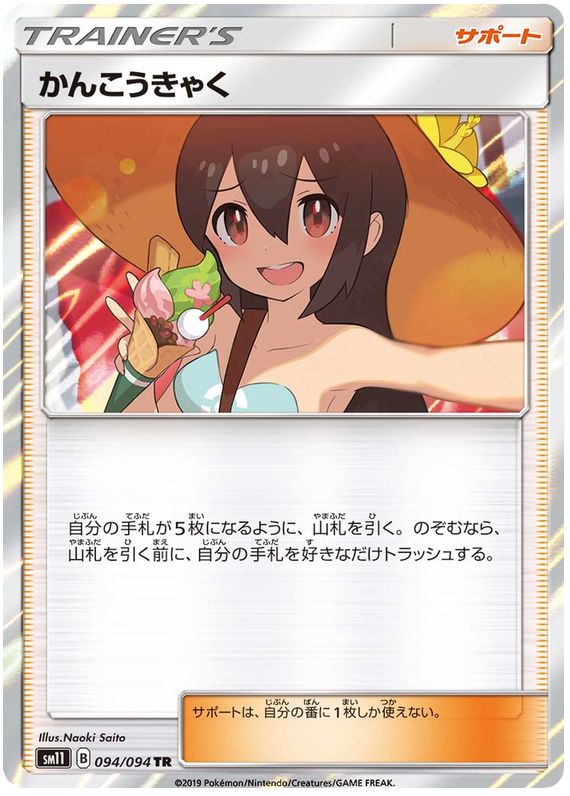 TRAINER'S
サポート
かんこうきゃく
自分の手札が5枚になるように、山札を引く。のぞむなら、
山札を引く前に、自分の手札を好きなだけトラッシュする。
サポートは、自分の番に1枚しか使えない。
Illus.Naoki Saito
SM11 B 094/094 TR
©2019 Pokémon/Nintendo/Creatures/GAME FREAK.